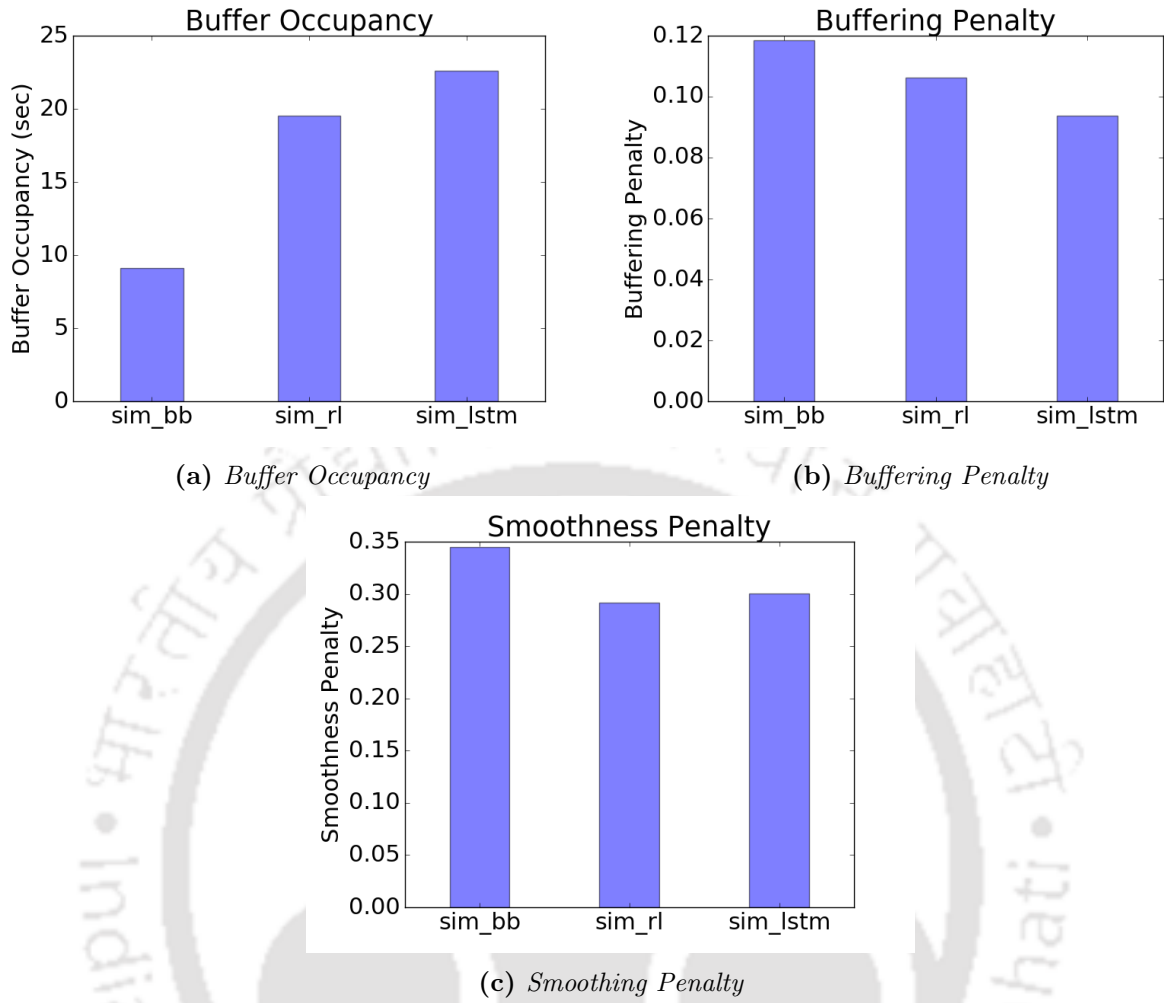 Buffer Occupancy
Buffer Occupancy (sec)
25
20
15
10
5
0
sim_bb sim_rl sim_lstm
(a) Buffer Occupancy
Buffering Penalty
Buffering Penalty
0.12
0.10
0.08
0.06
0.04
0.02
0.00
sim_bb sim_rl sim_lstm
(b) Buffering Penalty
Smoothness Penalty
Smoothness Penalty
0.35
0.30
0.25
0.20
0.15
0.10
0.05
0.00
sim_bb sim_rl sim_lstm
(c) Smoothing Penalty
भारतीय
hati